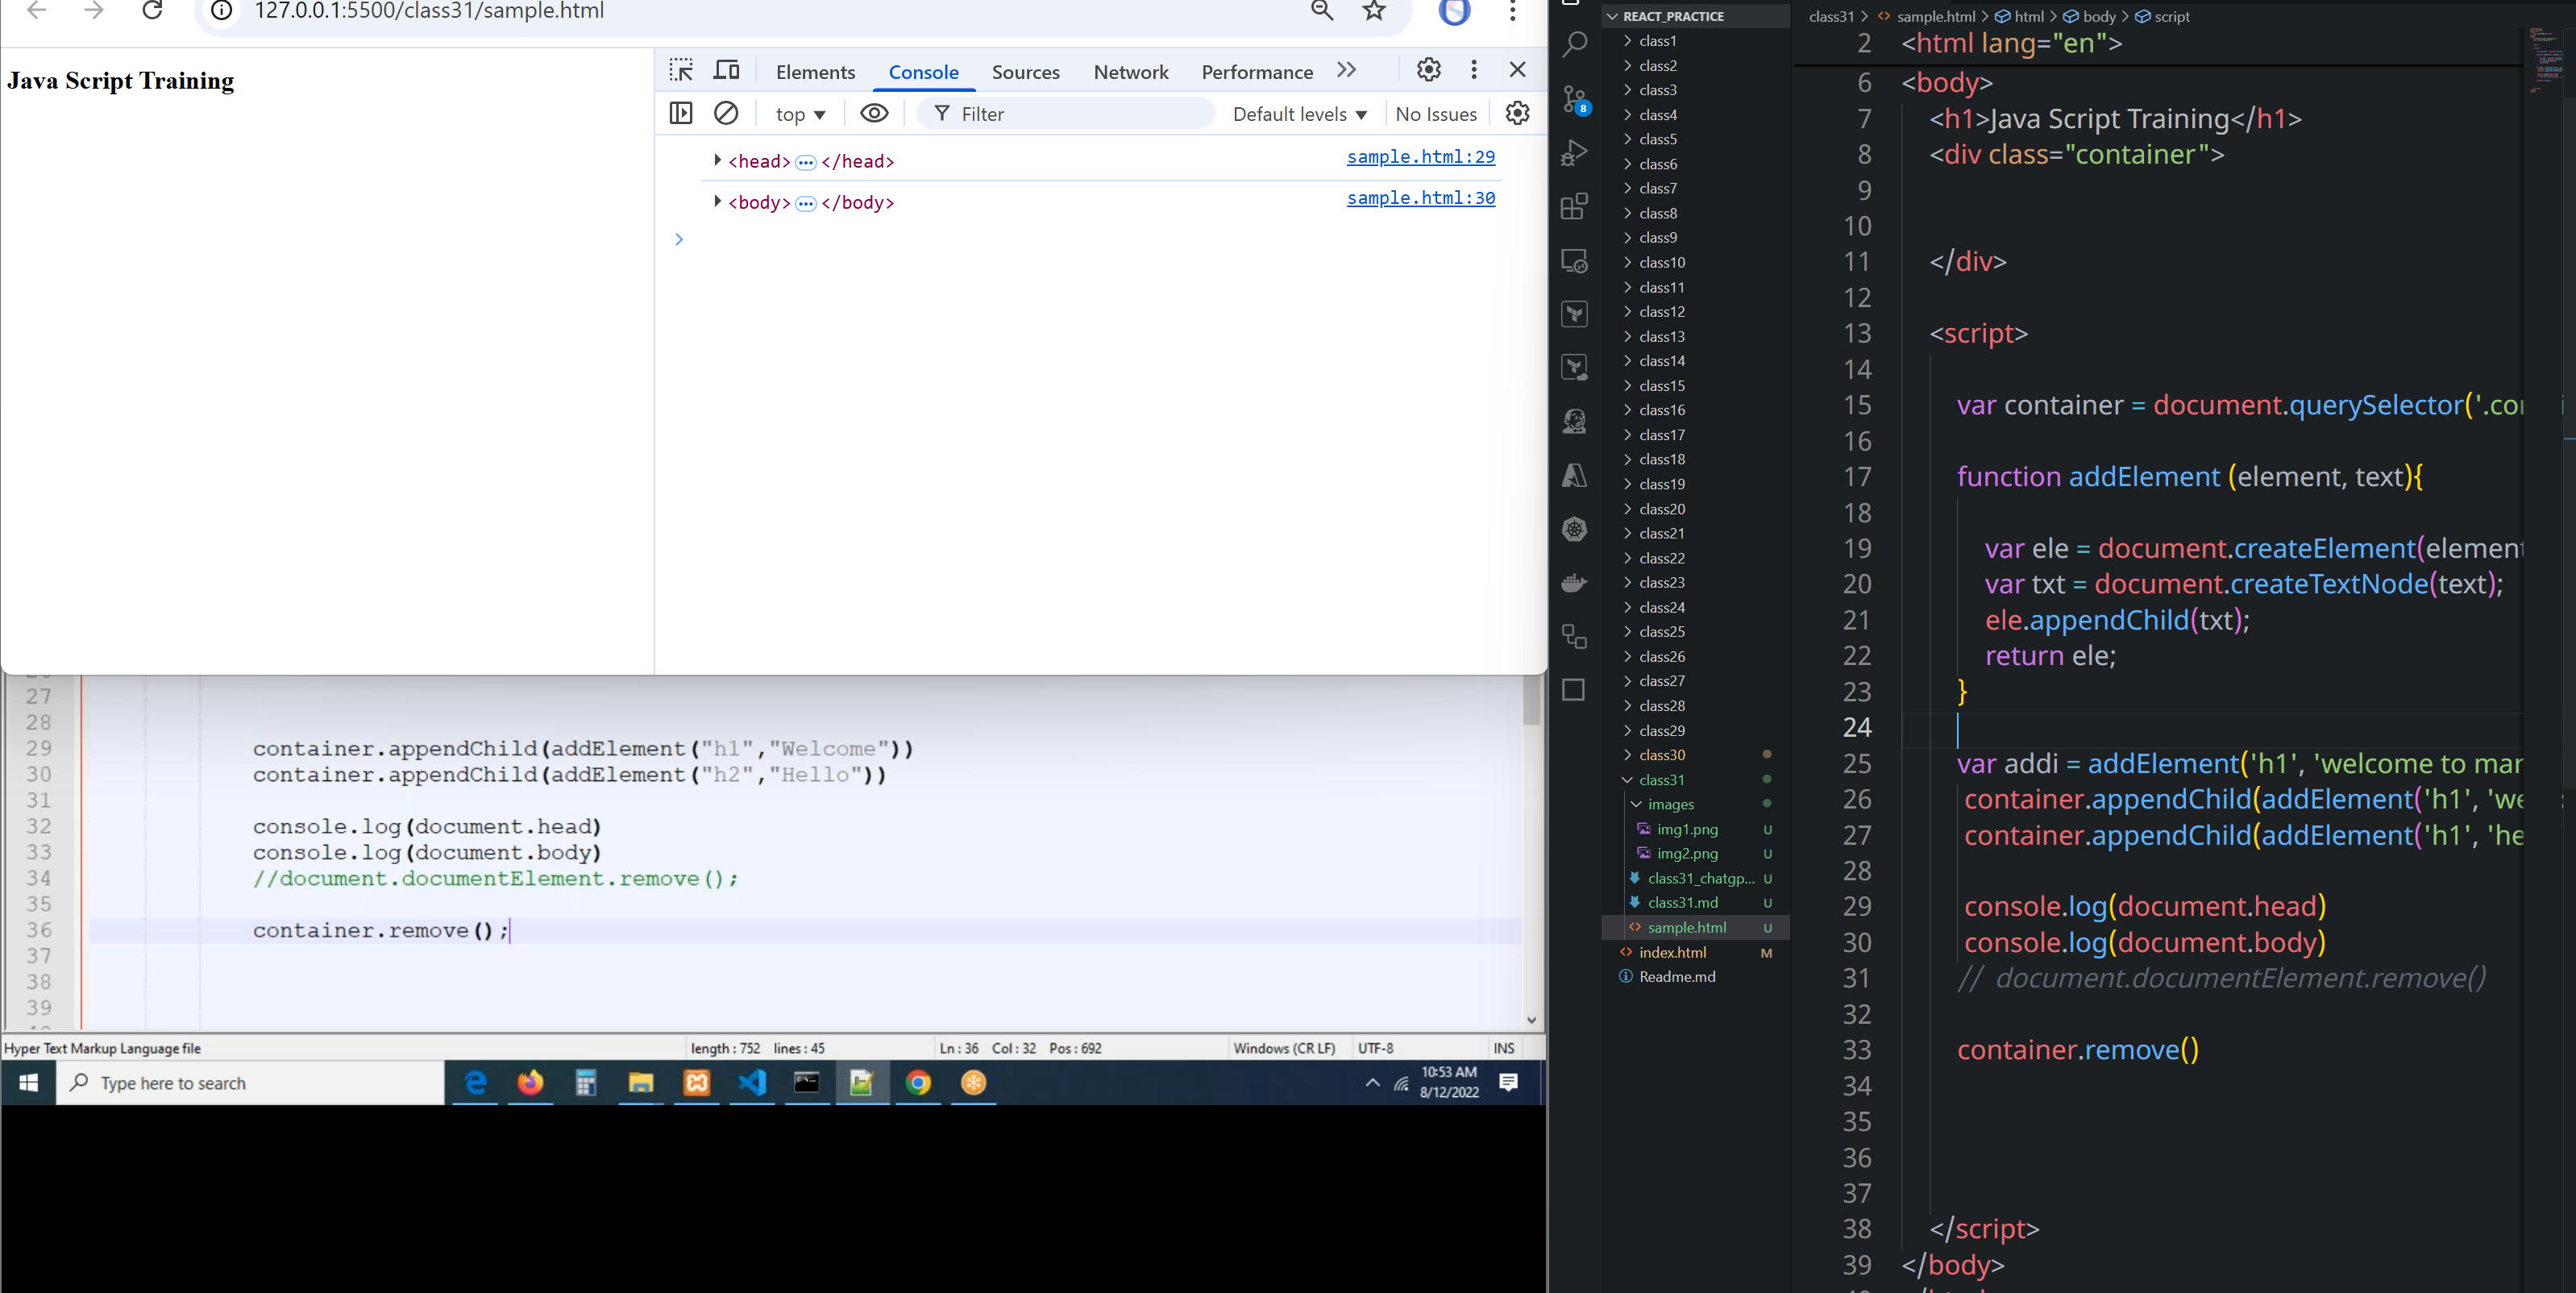 127.0.0.1:5500/class31/sample.html
Java Script Training
Elements Console Sources Network Performance
top Filter Default levels No Issues
<head> </head> sample.html:29
<body> </body> sample.html:30
27
28
29 container.appendChild(addElement("h1","Welcome"))
30 container.appendChild(addElement("h2","Hello"))
31
32 console.log(document.head)
33 console.log(document.body)
34 //document.documentElement.remove();
35
36 container.remove();
37
38
39
Hyper Text Markup Language file length : 752 lines : 45 Ln : 36 Col : 32 Pos : 692 Windows (CR LF) UTF-8 INS
Type here to search
10:53 AM
8/12/2022
8
REACT_PRACTICE
class1
class2
class3
class4
class5
class6
class7
class8
class9
class10
class11
class12
class13
class14
class15
class16
class17
class18
class19
class20
class21
class22
class23
class24
class25
class26
class27
class28
class29
class30
class31
images
img1.png U
img2.png U
class31_chatgp... U
class31.md U
sample.html U
index.html M
Readme.md
class31 > sample.html > html > body > script
2 <html lang="en">
6 <body>
7 <h1>Java Script Training</h1>
8 <div class="container">
9
10
11 </div>
12
13 <script>
14
15 var container = document.querySelector('.con
16
17 function addElement (element, text){
18
19 var ele = document.createElement(element
20 var txt = document.createTextNode(text);
21 ele.appendChild(txt);
22 return ele;
23 }
24
25 var addi = addElement('h1', 'welcome to mar
26 container.appendChild(addElement('h1', 'we
27 container.appendChild(addElement('h1', 'he
28
29 console.log(document.head)
30 console.log(document.body)
31 // document.documentElement.remove()
32
33 container.remove()
34
35
36
37
38 </script>
39 </body>